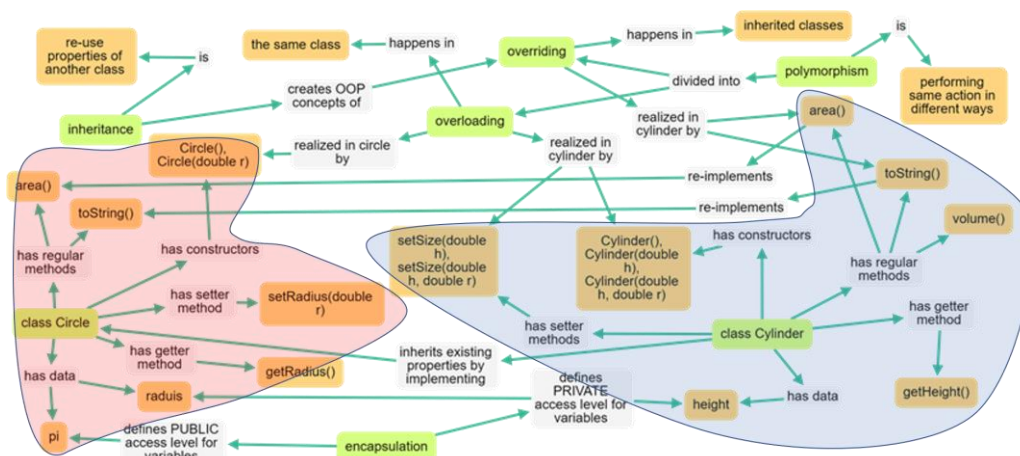 re-use
properties of
another class
is
the same class
happens in
overriding
happens in
inherited classes
is
creates OOP
concepts of
divided into
polymorphism
performing
same action in
different ways
inheritance
overloading
realized in
cylinder by
area()
Circle(),
Circle(double r)
realized in circle
by
realized in
cylinder by
area()
re-implements
toString()
toString()
re-implements
volume()
has regular
methods
has constructors
setSize(double
h),
setSize(double
h, double r)
Cylinder(),
Cylinder(double
h),
Cylinder(double
h, double r)
has constructors
has regular
methods
has setter
method
setRadius(double
r)
class Circle
has setter
methods
class Cylinder
has getter
method
has getter
method
getRadius()
inherits existing
properties by
implementing
has data
raduis
defines
PRIVATE
access level for
variables
height
has data
getHeight()
pi
defines PUBLIC
access level for
variables
encapsulation